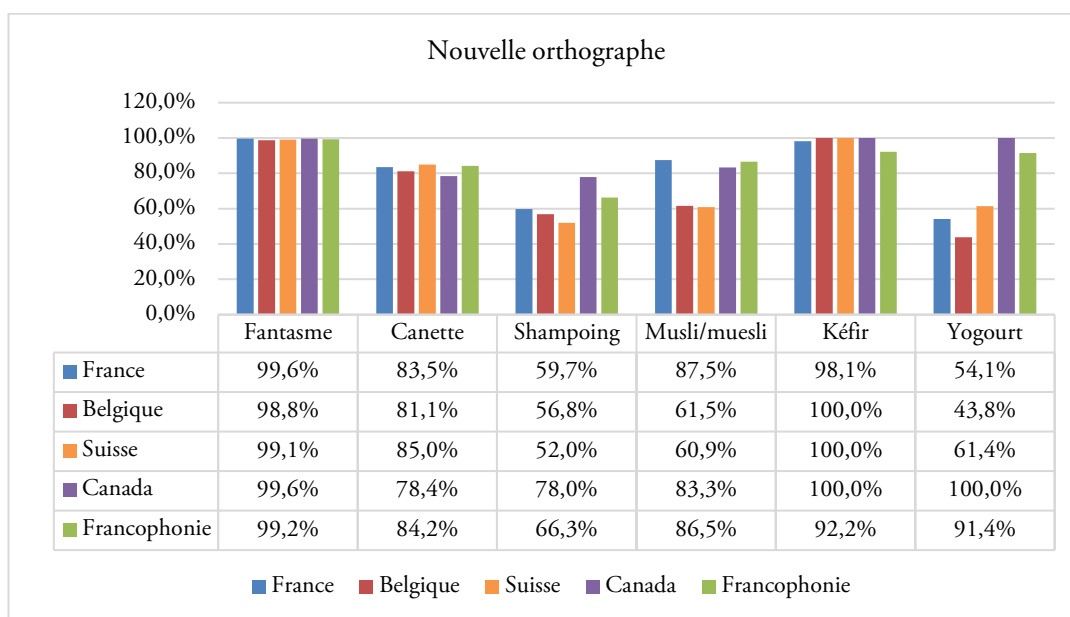 Nouvelle orthographe
120,0%
100,0%
80,0%
60,0%
40,0%
20,0%
0,0%
Fantasme Canette Shampoing Musli/muesli Kéfir Yogourt
France 99,6% 83,5% 59,7% 87,5% 98,1% 54,1%
Belgique 98,8% 81,1% 56,8% 61,5% 100,0% 43,8%
Suisse 99,1% 85,0% 52,0% 60,9% 100,0% 61,4%
Canada 99,6% 78,4% 78,0% 83,3% 100,0% 100,0%
Francophonie 99,2% 84,2% 66,3% 86,5% 92,2% 91,4%
France Belgique Suisse Canada Francophonie